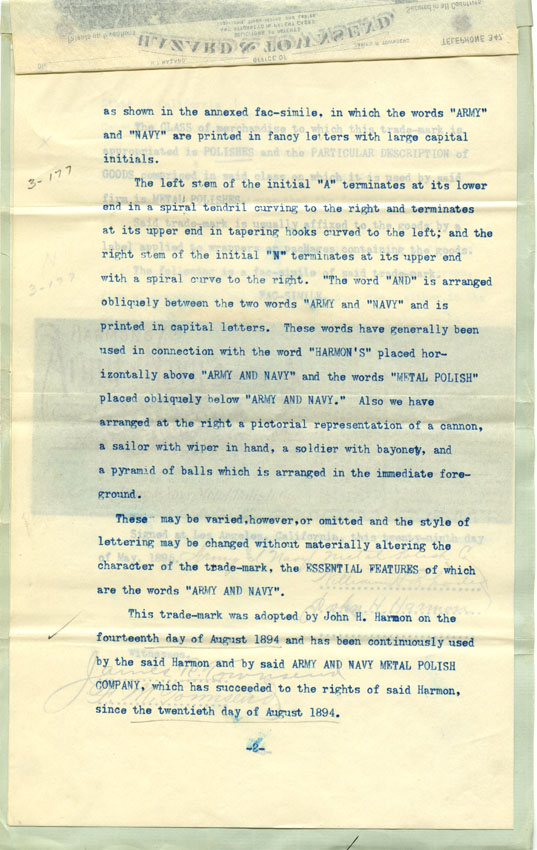 HAZARD & TOWNSEND,
TELEPHONE 347
as shown in the annexed fac-simile, in which the words "ARMY"
and "NAVY" are printed in fancy letters with large capital
initials.
3-177
The left stem of the initial "A" terminates at its lower
end in a spiral tendril curving to the right and terminates
at its upper end in tapering hooks curved to the left; and the
right stem of the initial "N" terminates at its upper end
with a spiral curve to the right. "The word "AND" is arranged
obliquely between the two words "ARMY and "NAVY" and is
printed in capital letters. These words have generally been
used in connection with the word "HARMON'S" placed hor-
izontally above "ARMY AND NAVY" and the words "METAL POLISH"
placed obliquely below "ARMY AND NAVY." Also we have
arranged at the right a pictorial representation of a cannon,
a sailor with wiper in hand, a soldier with bayonet, and
a pyramid of balls which is arranged in the immediate fore-
ground.
These may be varied,however,or omitted and the style of
lettering may be changed without materially altering the
character of the trade-mark, the ESSENTIAL FEATURES of which
are the words "ARMY AND NAVY".
This trade-mark was adopted by John H. Harmon on the
fourteenth day of August 1894 and has been continuously used
by the said Harmon and by said ARMY AND NAVY METAL POLISH
COMPANY, which has succeeded to the rights of said Harmon,
since the twentieth day of August 1894.
-2-